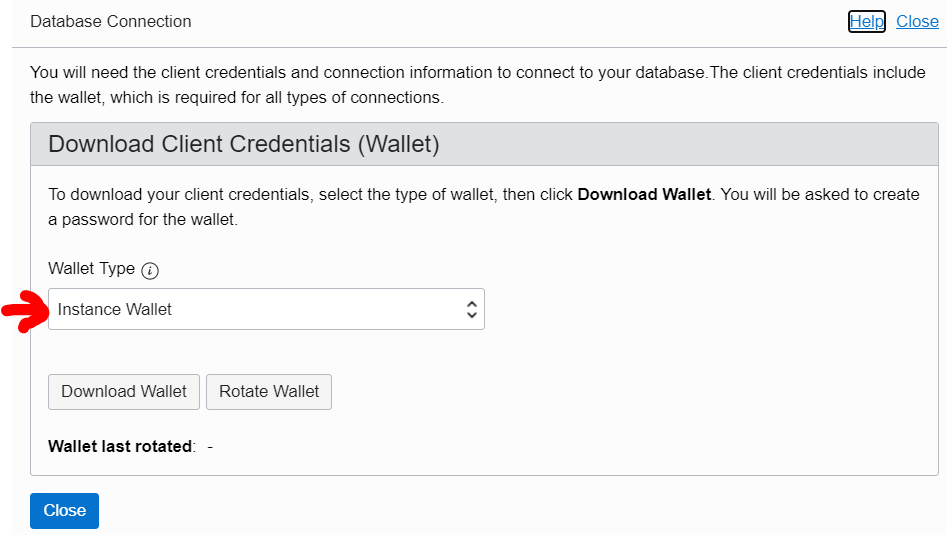 Database Connection
Help Close
You will need the client credentials and connection information to connect to your database.The client credentials include
the wallet, which is required for all types of connections.
Download Client Credentials (Wallet)
To download your client credentials, select the type of wallet, then click Download Wallet. You will be asked to create
a password for the wallet.
Wallet Type i
Instance Wallet
Download Wallet Rotate Wallet
Wallet last rotated: -
Close